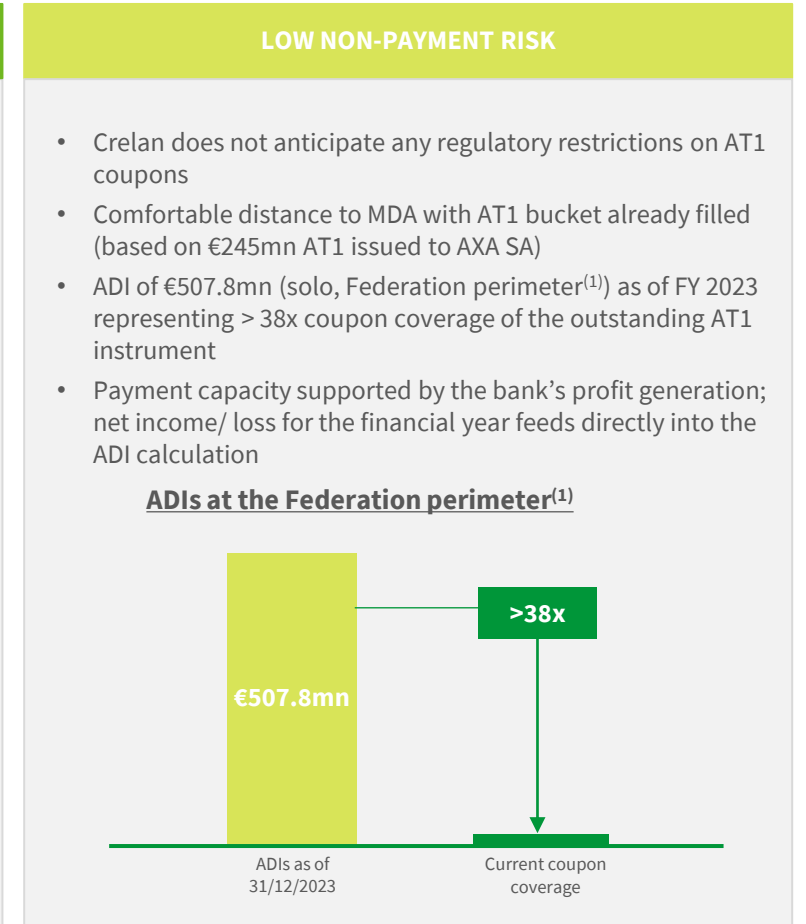 LOW NON-PAYMENT RISK
• Crelan does not anticipate any regulatory restrictions on AT1
coupons
• Comfortable distance to MDA with AT1 bucket already filled
(based on €245mn AT1 issued to AXA SA)
• ADI of €507.8mn (solo, Federation perimeter(1)) as of FY 2023
representing > 38x coupon coverage of the outstanding AT1
instrument
• Payment capacity supported by the bank’s profit generation;
net income/ loss for the financial year feeds directly into the
ADI calculation
ADIs at the Federation perimeter(1)
>38x
€507.8mn
ADIs as of
31/12/2023
Current coupon
coverage